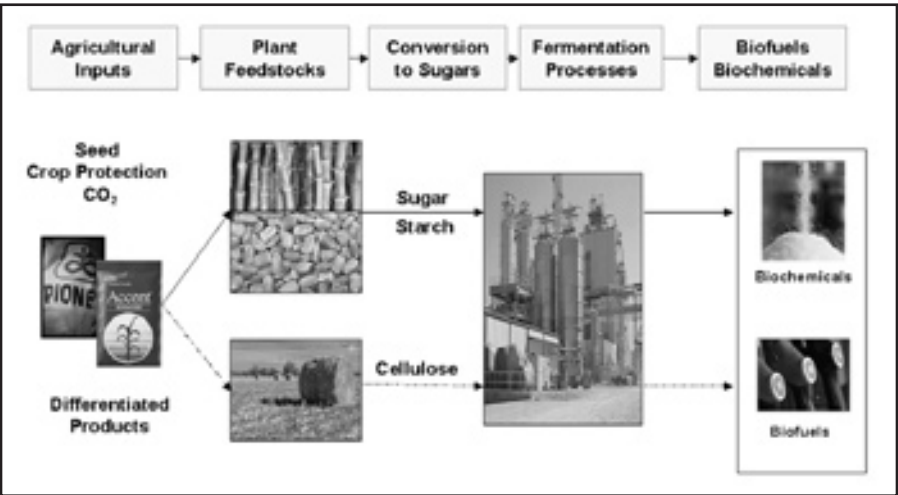 Agricultural
Inputs
Plant
Feedstocks
Conversion
to Sugars
Fermentation
Processes
Biofuels
Biochemicals
Seed
Crop Protection
CO₂
Sugar
Starch
PIONE
Accent
Biochemicals
Cellulose
Differentiated
Products
Biofuels